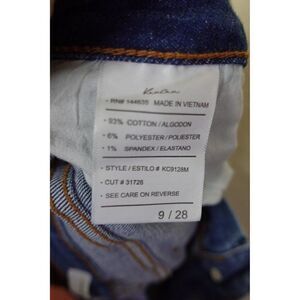 KanCan
• RN# 144635 MADE IN VIETNAM
• 93% COTTON / ALGODON
• 6% POLYESTER / POLIESTER
• 1% SPANDEX / ELASTANO
• STYLE / ESTILO # KC9128M
• CUT # 31726
• SEE CARE ON REVERSE
9 / 28